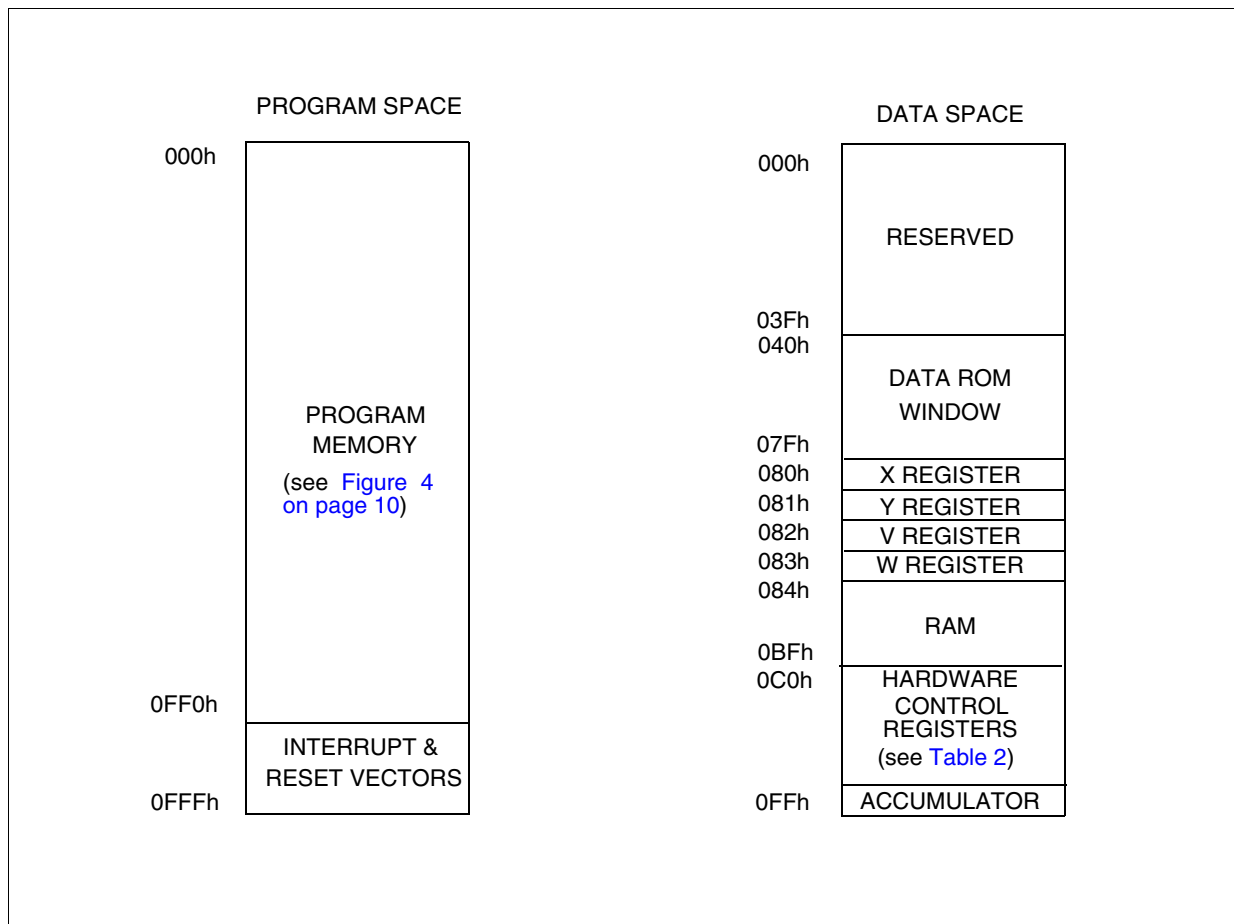 PROGRAM SPACE
000h
PROGRAM
MEMORY
(see Figure 4
on page 10)
0FF0h
INTERRUPT &
RESET VECTORS
0FFFh
DATA SPACE
000h
RESERVED
03Fh
040h
DATA ROM
WINDOW
07Fh
080h
X REGISTER
081h
Y REGISTER
082h
V REGISTER
083h
W REGISTER
084h
RAM
0BFh
0C0h
HARDWARE
CONTROL
REGISTERS
(see Table 2)
0FFh
ACCUMULATOR